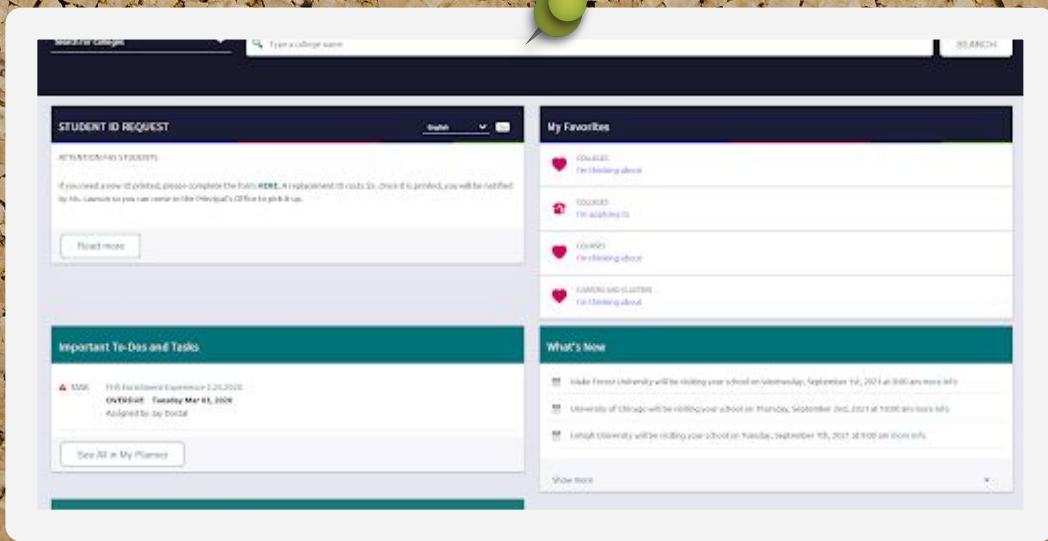 Search for Colleges
Type a college name
SEARCH
STUDENT ID REQUEST
English
ATTENTION FHS STUDENTS:
If you need a new ID printed, please complete the form HERE. A replacement ID costs $5. Once it is printed, you will be notified
by Ms. Lawson so you can come to the Principal's Office to pick it up.
Read more
My Favorites
COLLEGES
I'm thinking about
COLLEGES
I'm applying to
COURSES
I'm thinking about
CAREERS AND CLUSTERS
I'm thinking about
Important To-Dos and Tasks
TASK
FHS Enrollment Experience 2.24.2020
OVERDUE Tuesday Mar 03, 2020
Assigned by Jay
See All in My Planner
What's New
Wake Forest University will be visiting your school on Wednesday, September 1st, 2021 at 9:00 am more info
University of Chicago will be visiting your school on Thursday, September 2nd, 2021 at 10:00 am more info
Lehigh University will be visiting your school on Tuesday, September 7th, 2021 at 9:00 am more info
Show more